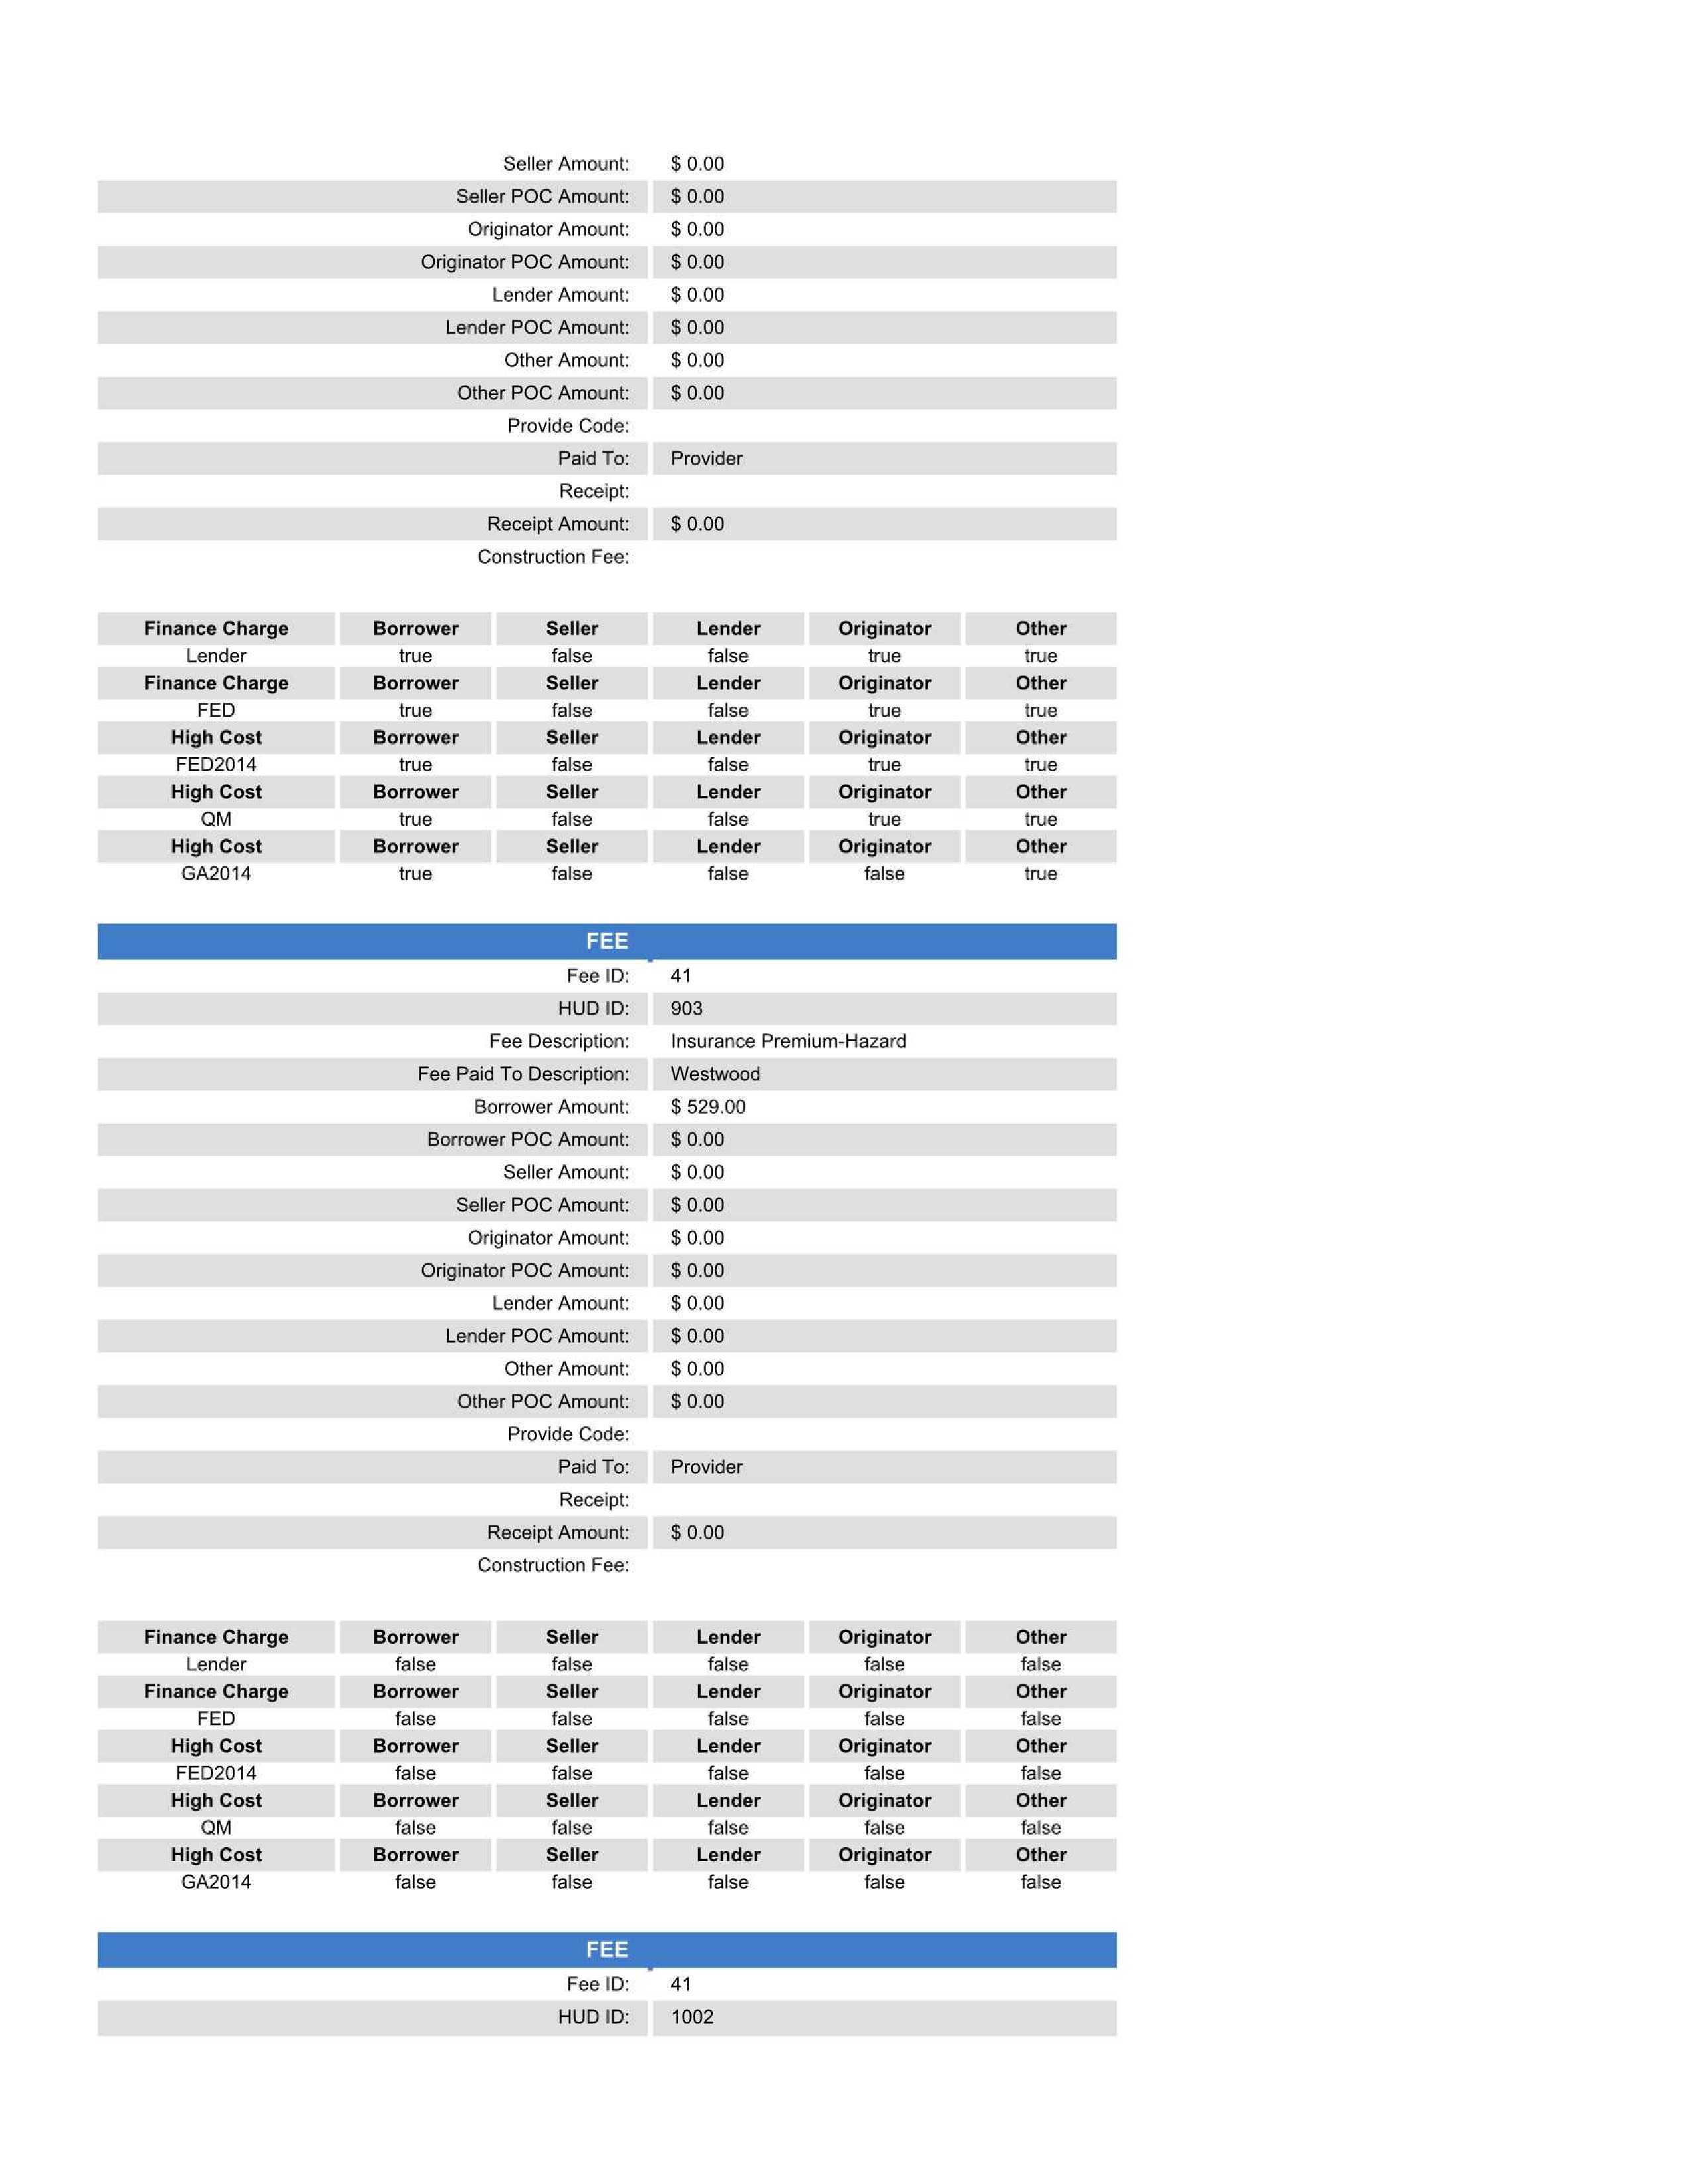 Seller Amount: $ 0.00
Seller POC Amount: $ 0.00
Originator Amount: $ 0.00
Originator POC Amount: $ 0.00
Lender Amount: $ 0.00
Lender POC Amount: $ 0.00
Other Amount: $ 0.00
Other POC Amount: $ 0.00
Provide Code:
Paid To: Provider
Receipt:
Receipt Amount: $ 0.00
Construction Fee:
Finance Charge Borrower Seller Lender Originator Other
Lender true false false true true
Finance Charge Borrower Seller Lender Originator Other
FED true false false true true
High Cost Borrower Seller Lender Originator Other
FED2014 true false false true true
High Cost Borrower Seller Lender Originator Other
QM true false false true true
High Cost Borrower Seller Lender Originator Other
GA2014 true false false false true
FEE
Fee ID: 41
HUD ID: 903
Fee Description: Insurance Premium-Hazard
Fee Paid To Description: Westwood
Borrower Amount: $ 529.00
Borrower POC Amount: $ 0.00
Seller Amount: $ 0.00
Seller POC Amount: $ 0.00
Originator Amount: $ 0.00
Originator POC Amount: $ 0.00
Lender Amount: $ 0.00
Lender POC Amount: $ 0.00
Other Amount: $ 0.00
Other POC Amount: $ 0.00
Provide Code:
Paid To: Provider
Receipt:
Receipt Amount: $ 0.00
Construction Fee:
Finance Charge Borrower Seller Lender Originator Other
Lender false false false false false
Finance Charge Borrower Seller Lender Originator Other
FED false false false false false
High Cost Borrower Seller Lender Originator Other
FED2014 false false false false false
High Cost Borrower Seller Lender Originator Other
QM false false false false false
High Cost Borrower Seller Lender Originator Other
GA2014 false false false false false
FEE
Fee ID: 41
HUD ID: 1002